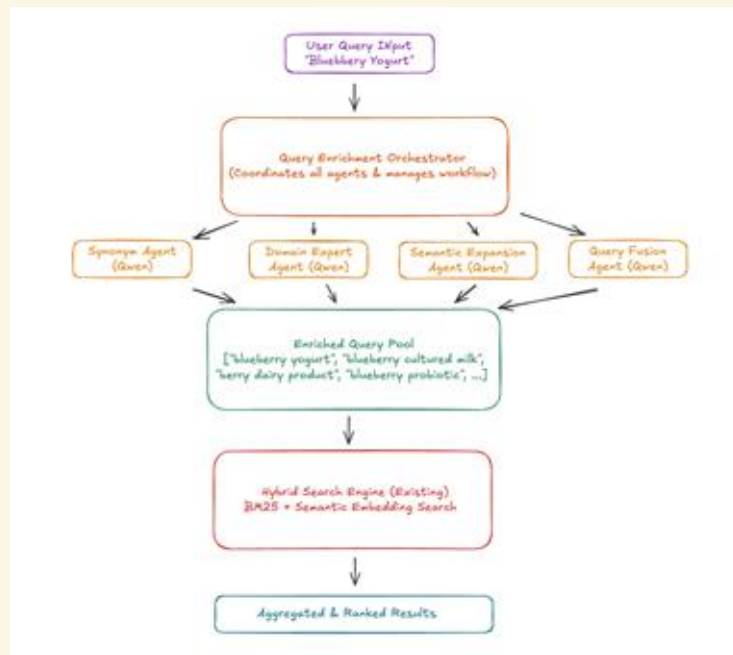 User Query INput
"Bluebbery Yogurt"
Query Enrichment Orchestrator
(Coordinates all agents & manages workflow)
Synonym Agent
(Qwen)
Domain Expert
Agent (Qwen)
Semantic Expansion
Agent (Qwen)
Query Fusion
Agent (Qwen)
Enriched Query Pool
["blueberry yogurt", "blueberry cultured milk",
"berry dairy product", "blueberry probiotic", ...]
Hybrid Search Engine (Existing)
BM25 + Semantic Embedding Search
Aggregated & Ranked Results